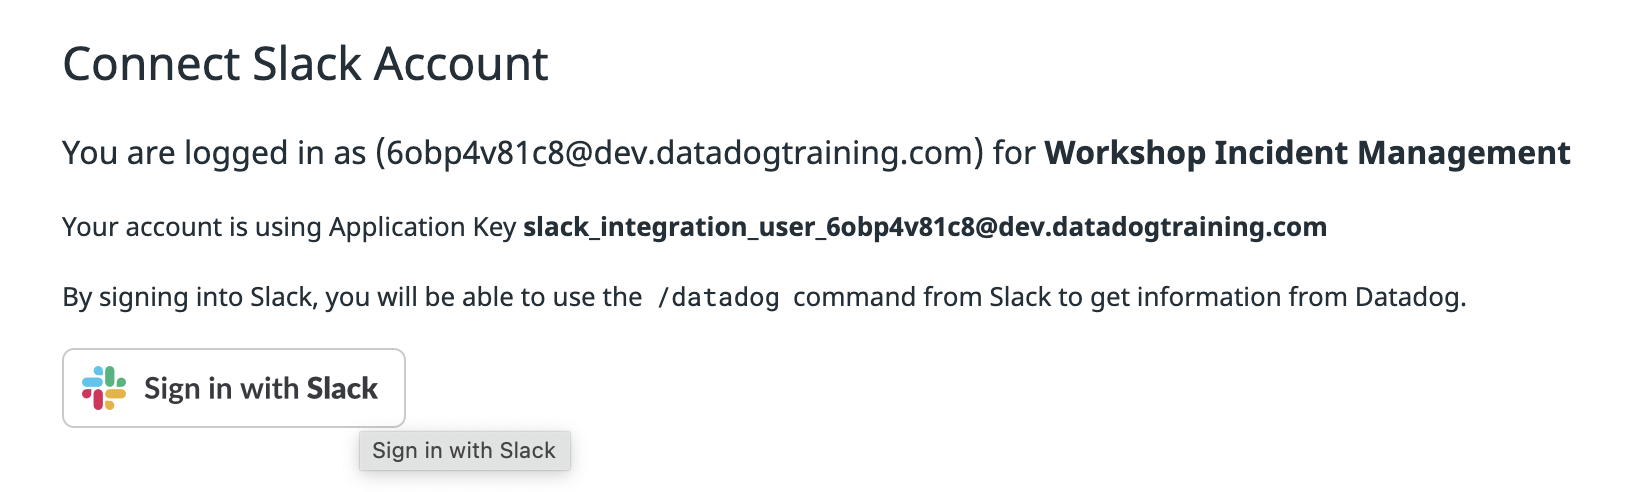 Connect Slack Account
You are logged in as (6obp4v81c8@dev.datadogtraining.com) for Workshop Incident Management
Your account is using Application Key slack_integration_user_6obp4v81c8@dev.datadogtraining.com
By signing into Slack, you will be able to use the /datadog command from Slack to get information from Datadog.
Sign in with Slack
Sign in with Slack